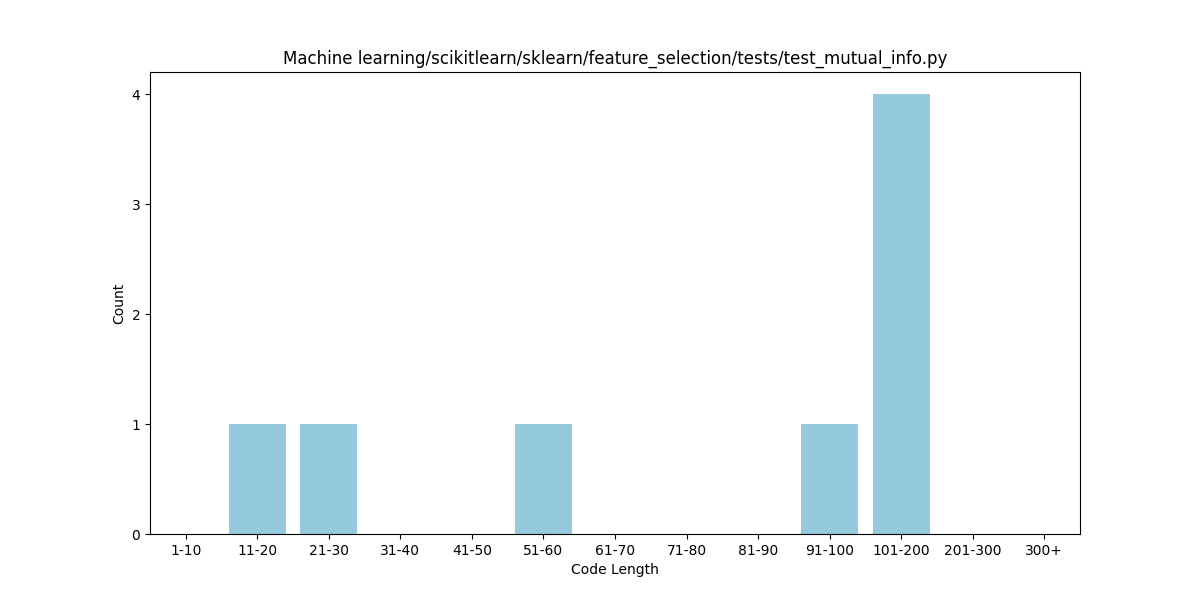 Machine learning/scikitlearn/sklearn/feature_selection/tests/test_mutual_info.py
4
3
2
1
0
Count
1-10 11-20 21-30 31-40 41-50 51-60 61-70 71-80 81-90 91-100 101-200 201-300 300+
Code Length